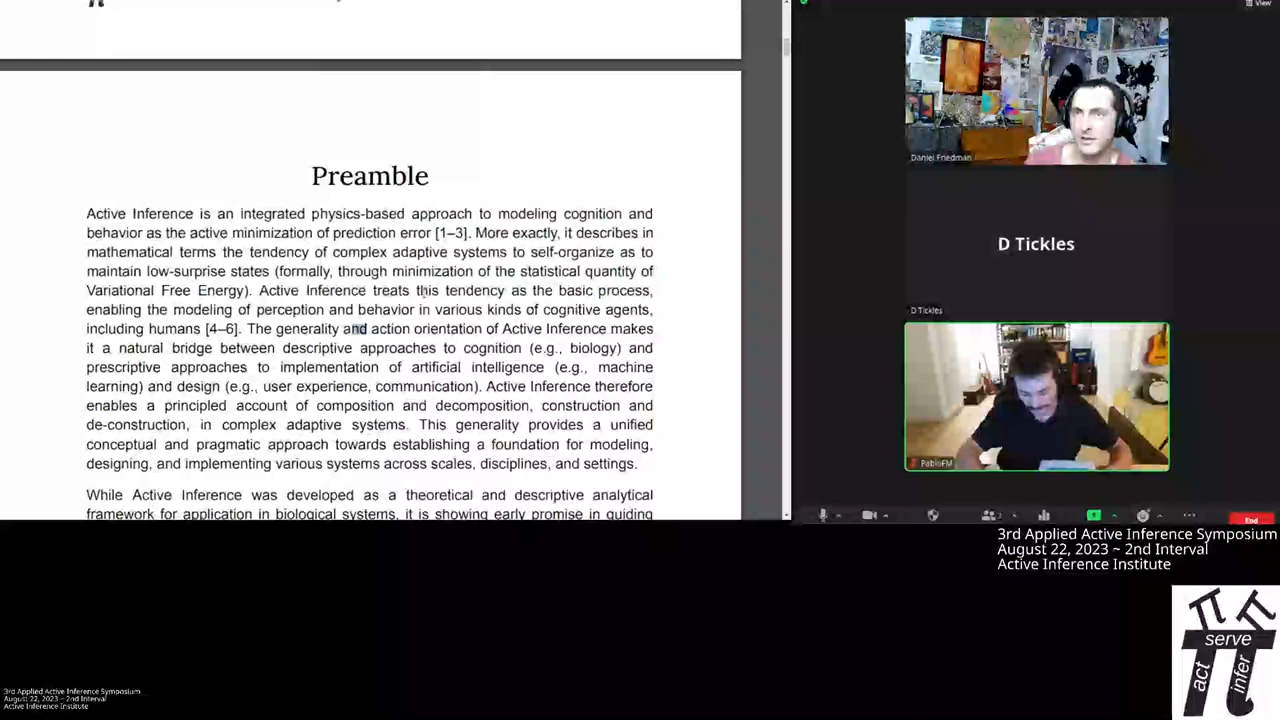 View
Preamble
Active Inference is an integrated physics-based approach to modeling cognition and
behavior as the active minimization of prediction error [1–3]. More exactly, it describes in
mathematical terms the tendency of complex adaptive systems to self-organize as to
maintain low-surprise states (formally, through minimization of the statistical quantity of
Variational Free Energy). Active Inference treats this tendency as the basic process,
enabling the modeling of perception and behavior in various kinds of cognitive agents,
including humans [4–6]. The generality and action orientation of Active Inference makes
it a natural bridge between descriptive approaches to cognition (e.g., biology) and
prescriptive approaches to implementation of artificial intelligence (e.g., machine
learning) and design (e.g., user experience, communication). Active Inference therefore
enables a principled account of composition and decomposition, construction and
de-construction, in complex adaptive systems. This generality provides a unified
conceptual and pragmatic approach towards establishing a foundation for modeling,
designing, and implementing various systems across scales, disciplines, and settings.
While Active Inference was developed as a theoretical and descriptive analytical
framework for application in biological systems, it is showing early promise in guiding
Daniel Friedman
D Tickles
D Tickles
PabloFM
End
3rd Applied Active Inference Symposium
August 22, 2023 ~ 2nd Interval
Active Inference Institute
serve
act
infer
3rd Applied Active Inference Symposium
August 22, 2023 ~ 2nd Interval
Active Inference Institute